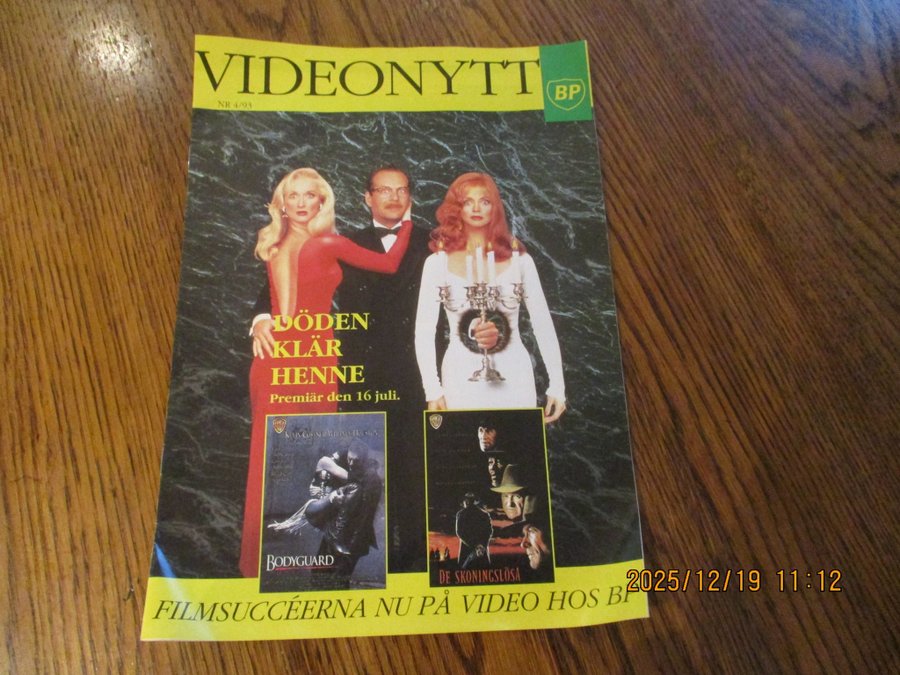 VIDEONYTT
BP
NR 4/93
DÖDEN
KLÄR
HENNE
Premiär den 16 juli.
BODYGUARD
DE SKONINGSLÖSA
FILMSUCCÉERNA NU PÅ VIDEO HOS BP
2025/12/19 11:12